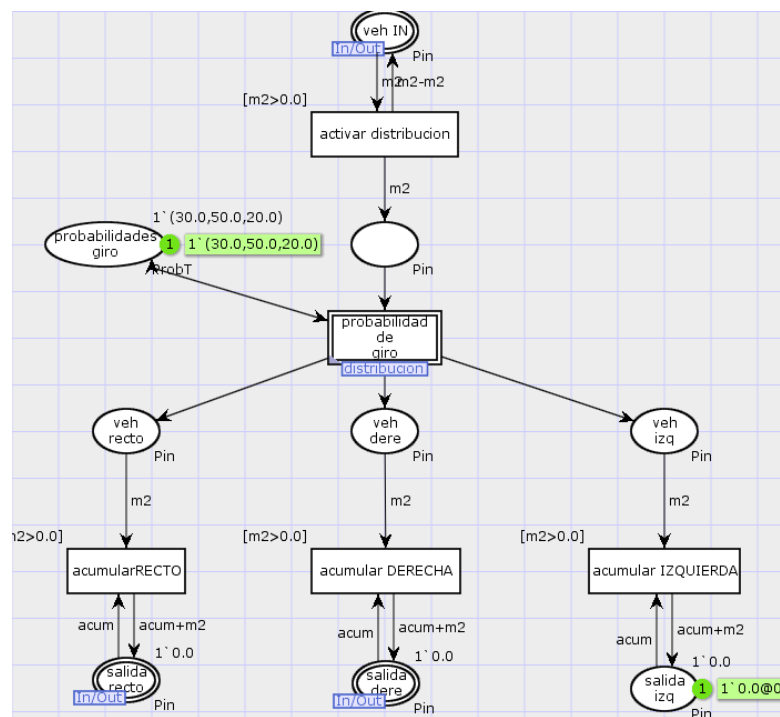 veh IN
In/Out
Pin
m2
m2-m2
[m2>0.0]
activar distribucion
m2
1`(30.0,50.0,20.0)
probabilidades
giro
1
1`(30.0,50.0,20.0)
ProbT
Pin
probabilidad
de
giro
distribucion
veh
recto
Pin
veh
dere
Pin
veh
izq
Pin
m2
m2
m2
m2>0.0]
[m2>0.0]
[m2>0.0]
acumularRECTO
acumular DERECHA
acumular IZQUIERDA
acum
acum+m2
acum
acum+m2
acum
acum+m2
1`0.0
1`0.0
1`0.0
salida
recto
In/Out
Pin
salida
dere
In/Out
Pin
salida
izq
1
1`0.0@0
Pin